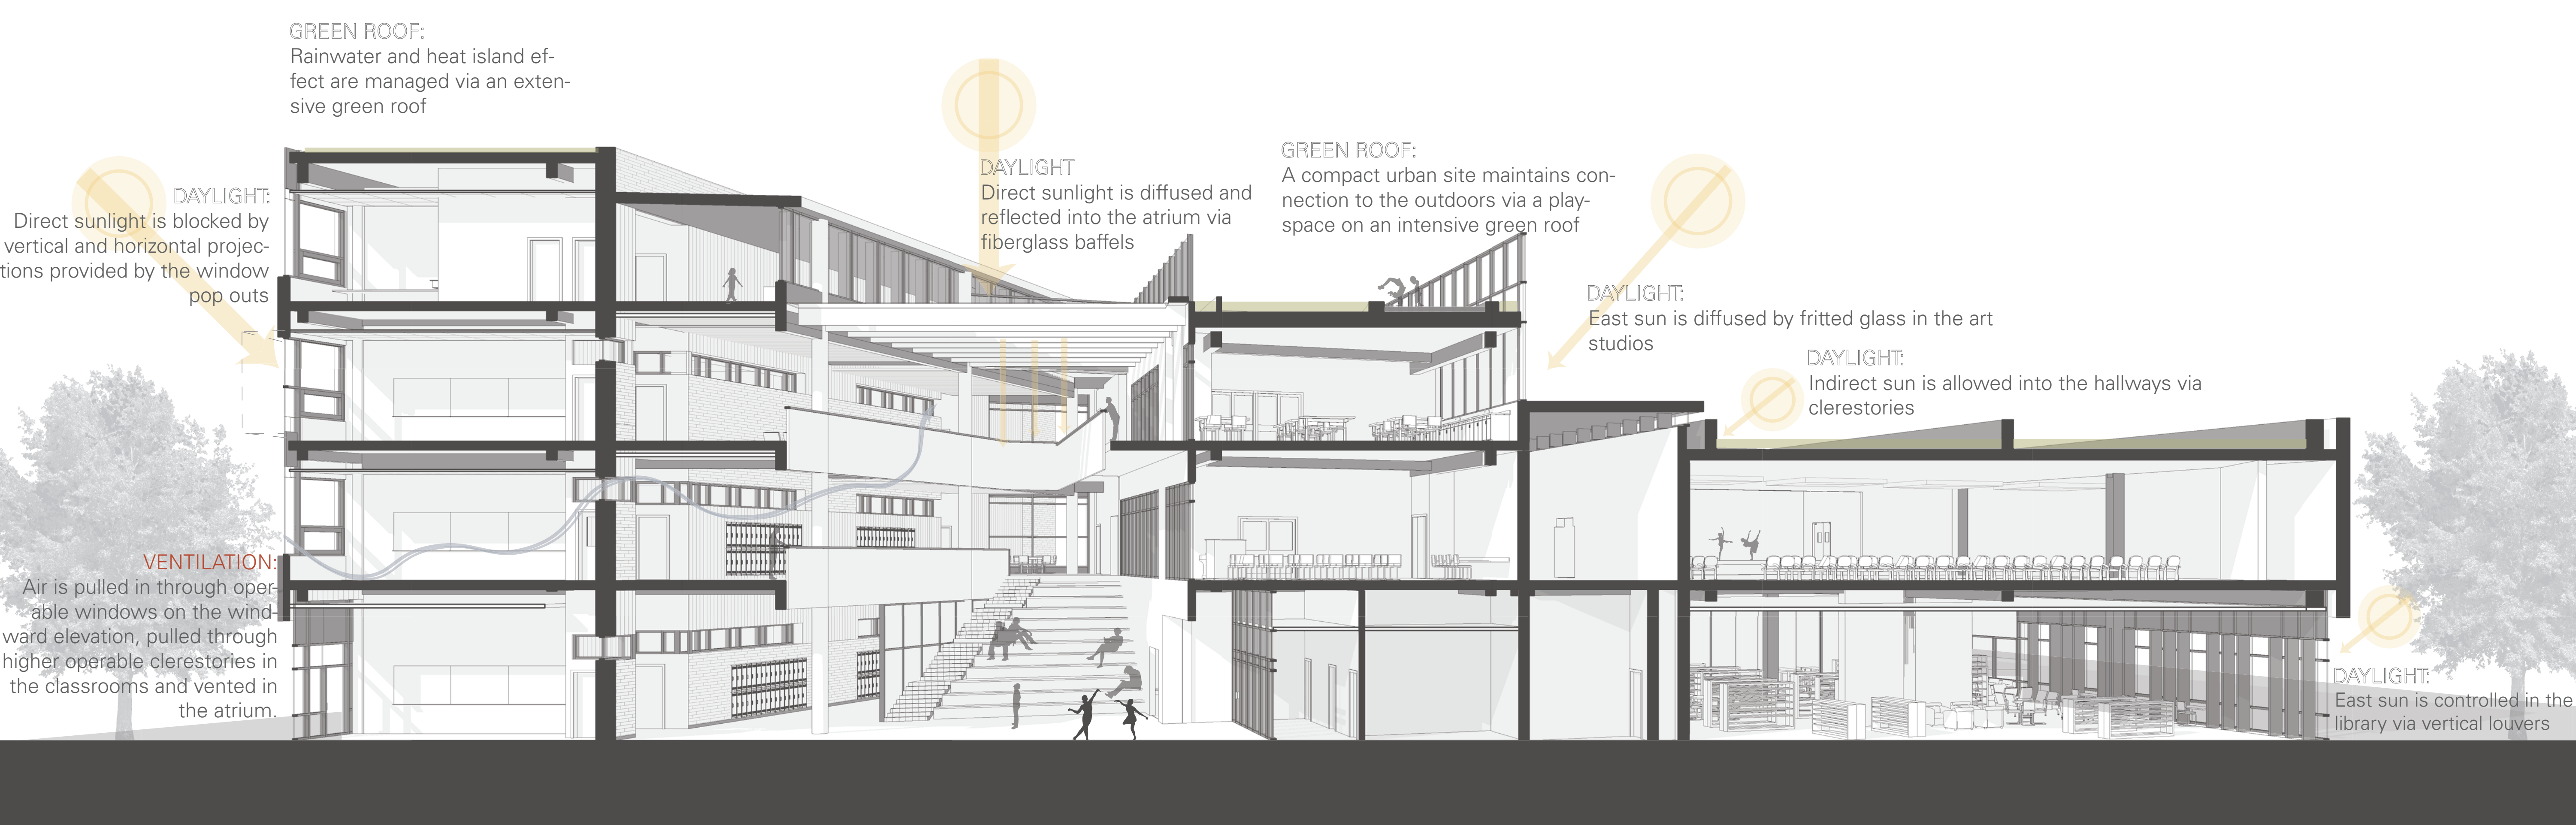 GREEN ROOF:
Rainwater and heat island ef-
fect are managed via an exten-
sive green roof
DAYLIGHT:
Direct sunlight is blocked by
vertical and horizontal projec-
tions provided by the window
pop outs
VENTILATION:
Air is pulled in through oper-
able windows on the wind-
ward elevation, pulled through
higher operable clerestories in
the classrooms and vented in
the atrium.
DAYLIGHT
Direct sunlight is diffused and
reflected into the atrium via
fiberglass baffels
GREEN ROOF:
A compact urban site maintains con-
nection to the outdoors via a play-
space on an intensive green roof
DAYLIGHT:
East sun is diffused by fritted glass in the art
studios
DAYLIGHT:
Indirect sun is allowed into the hallways via
clerestories
DAYLIGHT:
East sun is controlled in the
library via vertical louvers